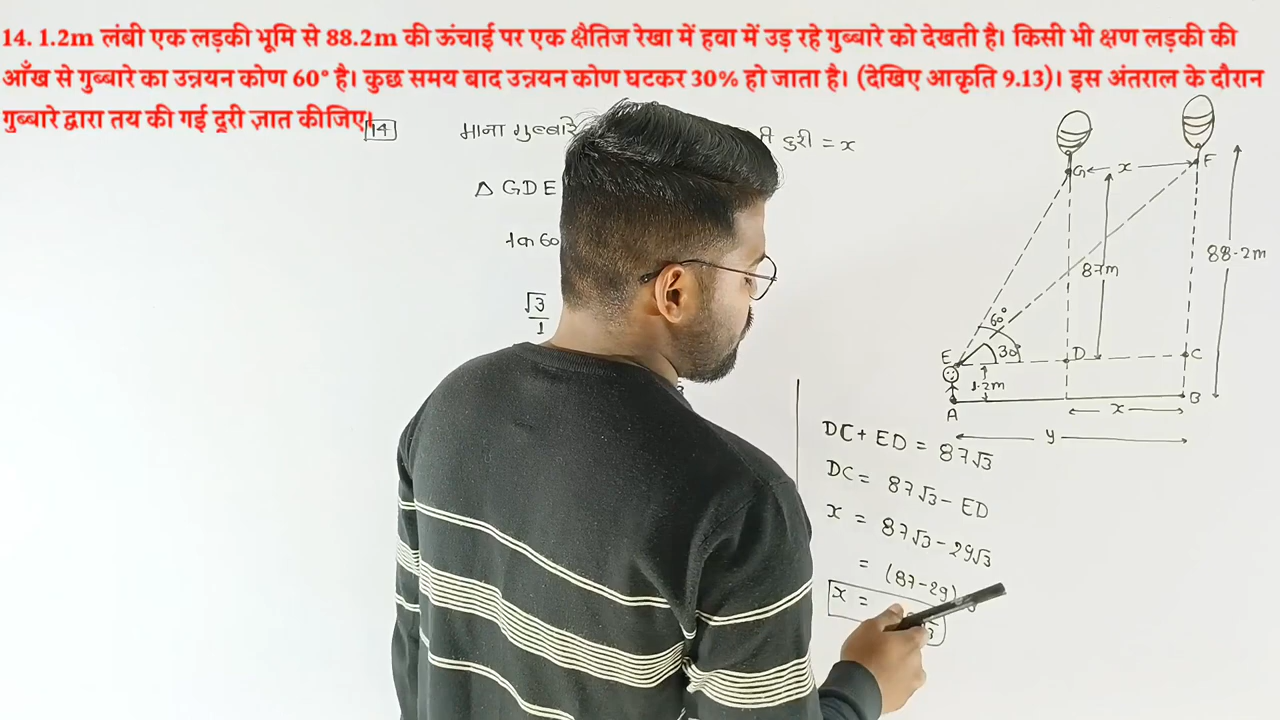 14. 1.2m लंबी एक लड़की भूमि से 88.2m की ऊंचाई पर एक क्षैतिज रेखा में हवा में उड़ रहे गुब्बारे को देखती है। किसी भी क्षण लड़की की
आँख से गुब्बारे का उन्नयन कोण 60° है। कुछ समय बाद उन्नयन कोण घटकर 30% हो जाता है। (देखिए आकृति 9.13)। इस अंतराल के दौरान
गुब्बारे द्वारा तय की गई दूरी ज्ञात कीजिए।
14
माना गुब्बारे
दुरी = x
Δ GDE
tan 60
√3/1
G
x
F
87m
88.2m
60°
30°
E
D
C
1.2m
A
B
x
y
DC + ED = 87√3
DC = 87√3 - ED
x = 87√3 - 29√3
= (87-29)
x =